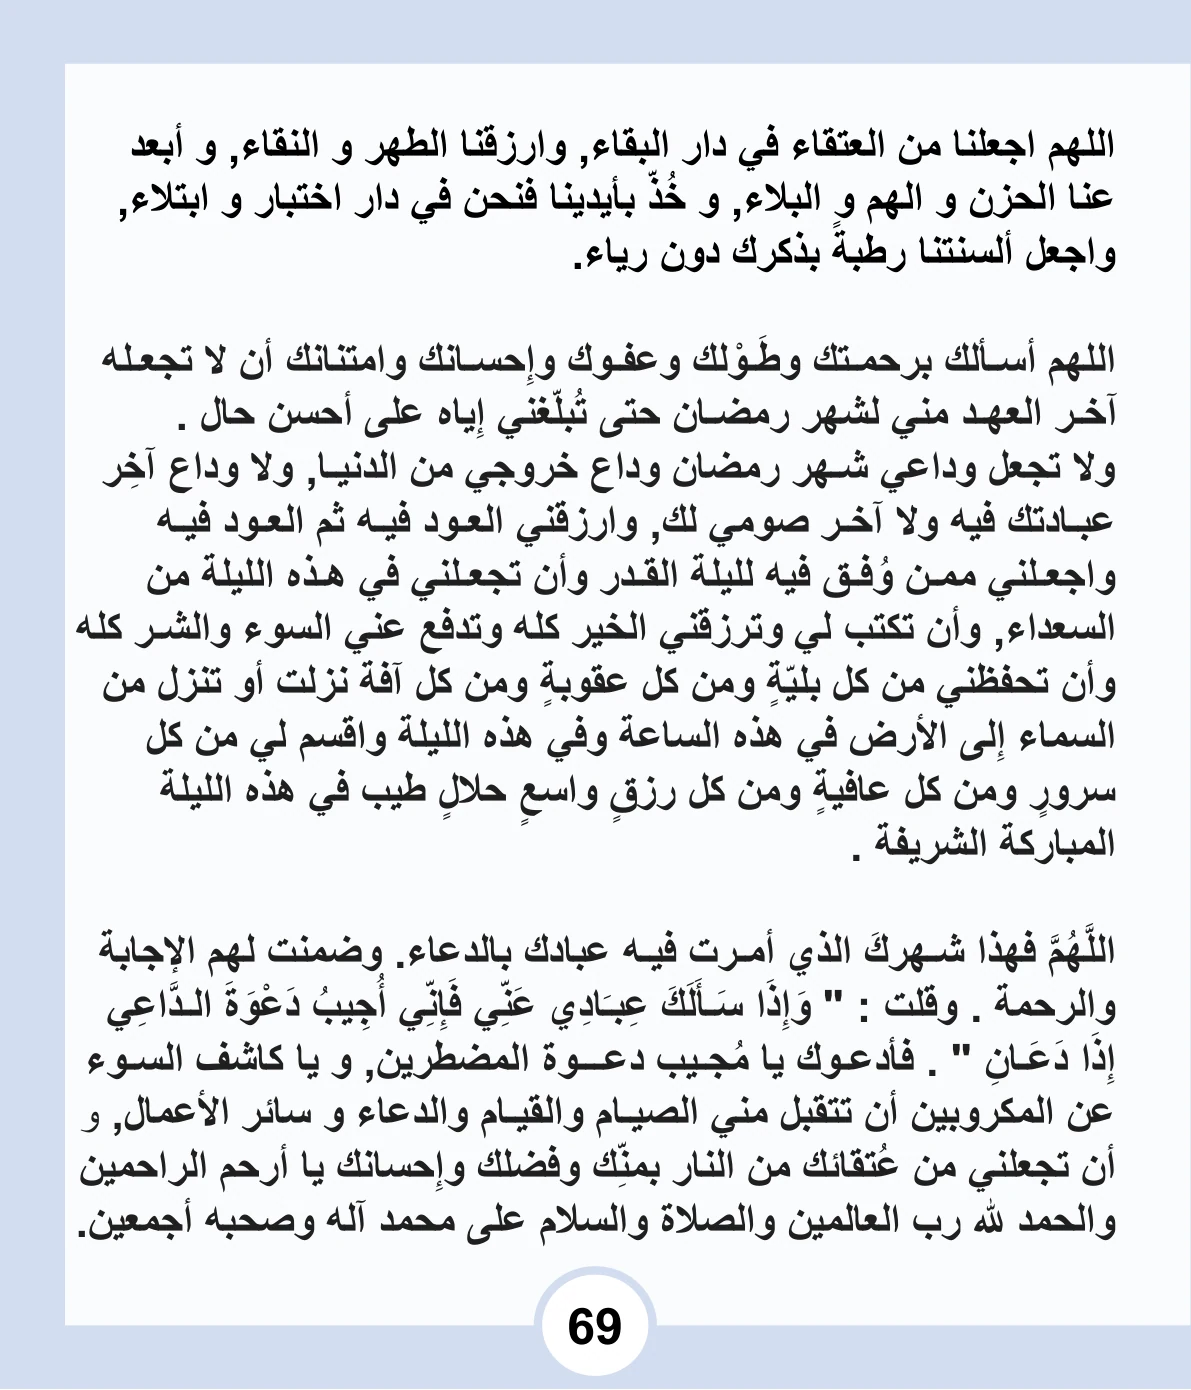 اللهم اجعلنا من العتقاء في دار البقاء, وارزقنا الطهر و النقاء, و أبعد
عنا الحزن و الهم و البلاء, و خُذّ بأيدينا فنحن في دار اختبار و ابتلاء,
واجعل ألسنتنا رطبةً بذكرك دون رياء.
اللهم أسألك برحمتك وطَوْلك وعفوك وإحسانك وامتنانك أن لا تجعله
آخر العهد مني لشهر رمضان حتى تُبلّغني إياه على أحسن حال .
ولا تجعل وداعي شهر رمضان وداع خروجي من الدنيا, ولا وداع آخِر
عبادتك فيه ولا آخر صومي لك, وارزقني العود فيه ثم العود فيه
واجعلني ممن وُفق فيه لليلة القدر وأن تجعلني في هذه الليلة من
السعداء, وأن تكتب لي وترزقني الخير كله وتدفع عني السوء والشر كله
وأن تحفظني من كل بليّةٍ ومن كل عقوبةٍ ومن كل آفة نزلت أو تنزل من
السماء إلى الأرض في هذه الساعة وفي هذه الليلة واقسم لي من كل
سرورٍ ومن كل عافيةٍ ومن كل رزقٍ واسعٍ حلالٍ طيب في هذه الليلة
المباركة الشريفة .
اللَّهُمَّ فهذا شهركَ الذي أمرت فيه عبادك بالدعاء. وضمنت لهم الإجابة
والرحمة . وقلت : " وَإِذَا سَأَلَكَ عِبَادِي عَنِّي فَإِنِّي أُجِيبُ دَعْوَةَ الدَّاعِي
إِذَا دَعَانِ " . فأدعوك يا مُجيب دعوة المضطرين, و يا كاشف السوء
عن المكروبين أن تتقبل مني الصيام والقيام والدعاء و سائر الأعمال, و
أن تجعلني من عُتقائك من النار بمنِّك وفضلك وإحسانك يا أرحم الراحمين
والحمد لله رب العالمين والصلاة والسلام على محمد آله وصحبه أجمعين.
69